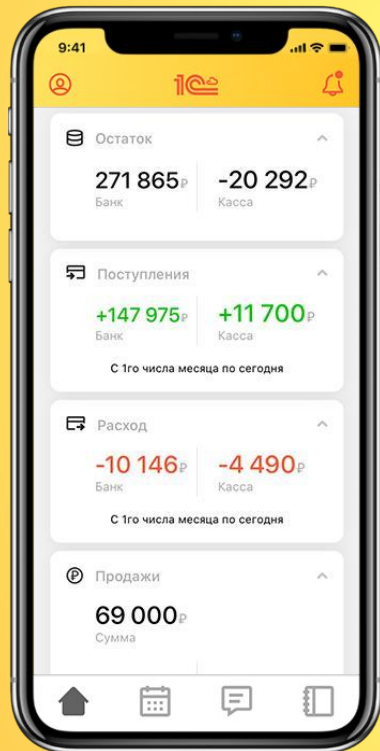 9:41
1С
Остаток
271 865₽ -20 292₽
Банк Касса
Поступления
+147 975₽ +11 700₽
Банк Касса
С 1го числа месяца по сегодня
Расход
-10 146₽ -4 490₽
Банк Касса
С 1го числа месяца по сегодня
Продажи
69 000₽
Сумма